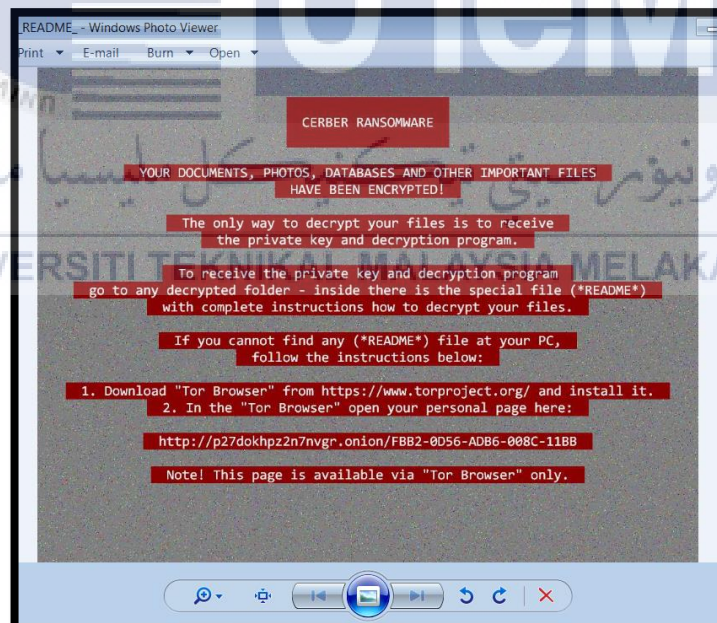 _README_ - Windows Photo Viewer
Print E-mail Burn Open
UTeM
CERBER RANSOMWARE
YOUR DOCUMENTS, PHOTOS, DATABASES AND OTHER IMPORTANT FILES
HAVE BEEN ENCRYPTED!
The only way to decrypt your files is to receive
the private key and decryption program.
اونيورسيتي تيكنيكل مليسيا
VERSITI TEKNIKAL MALAYSIA MELAKA
To receive the private key and decryption program
go to any decrypted folder - inside there is the special file (*README*)
with complete instructions how to decrypt your files.
If you cannot find any (*README*) file at your PC,
follow the instructions below:
1. Download "Tor Browser" from https://www.torproject.org/ and install it.
2. In the "Tor Browser" open your personal page here:
http://p27dokhpz2n7nvgr.onion/FBB2-0D56-ADB6-008C-11BB
Note! This page is available via "Tor Browser" only.